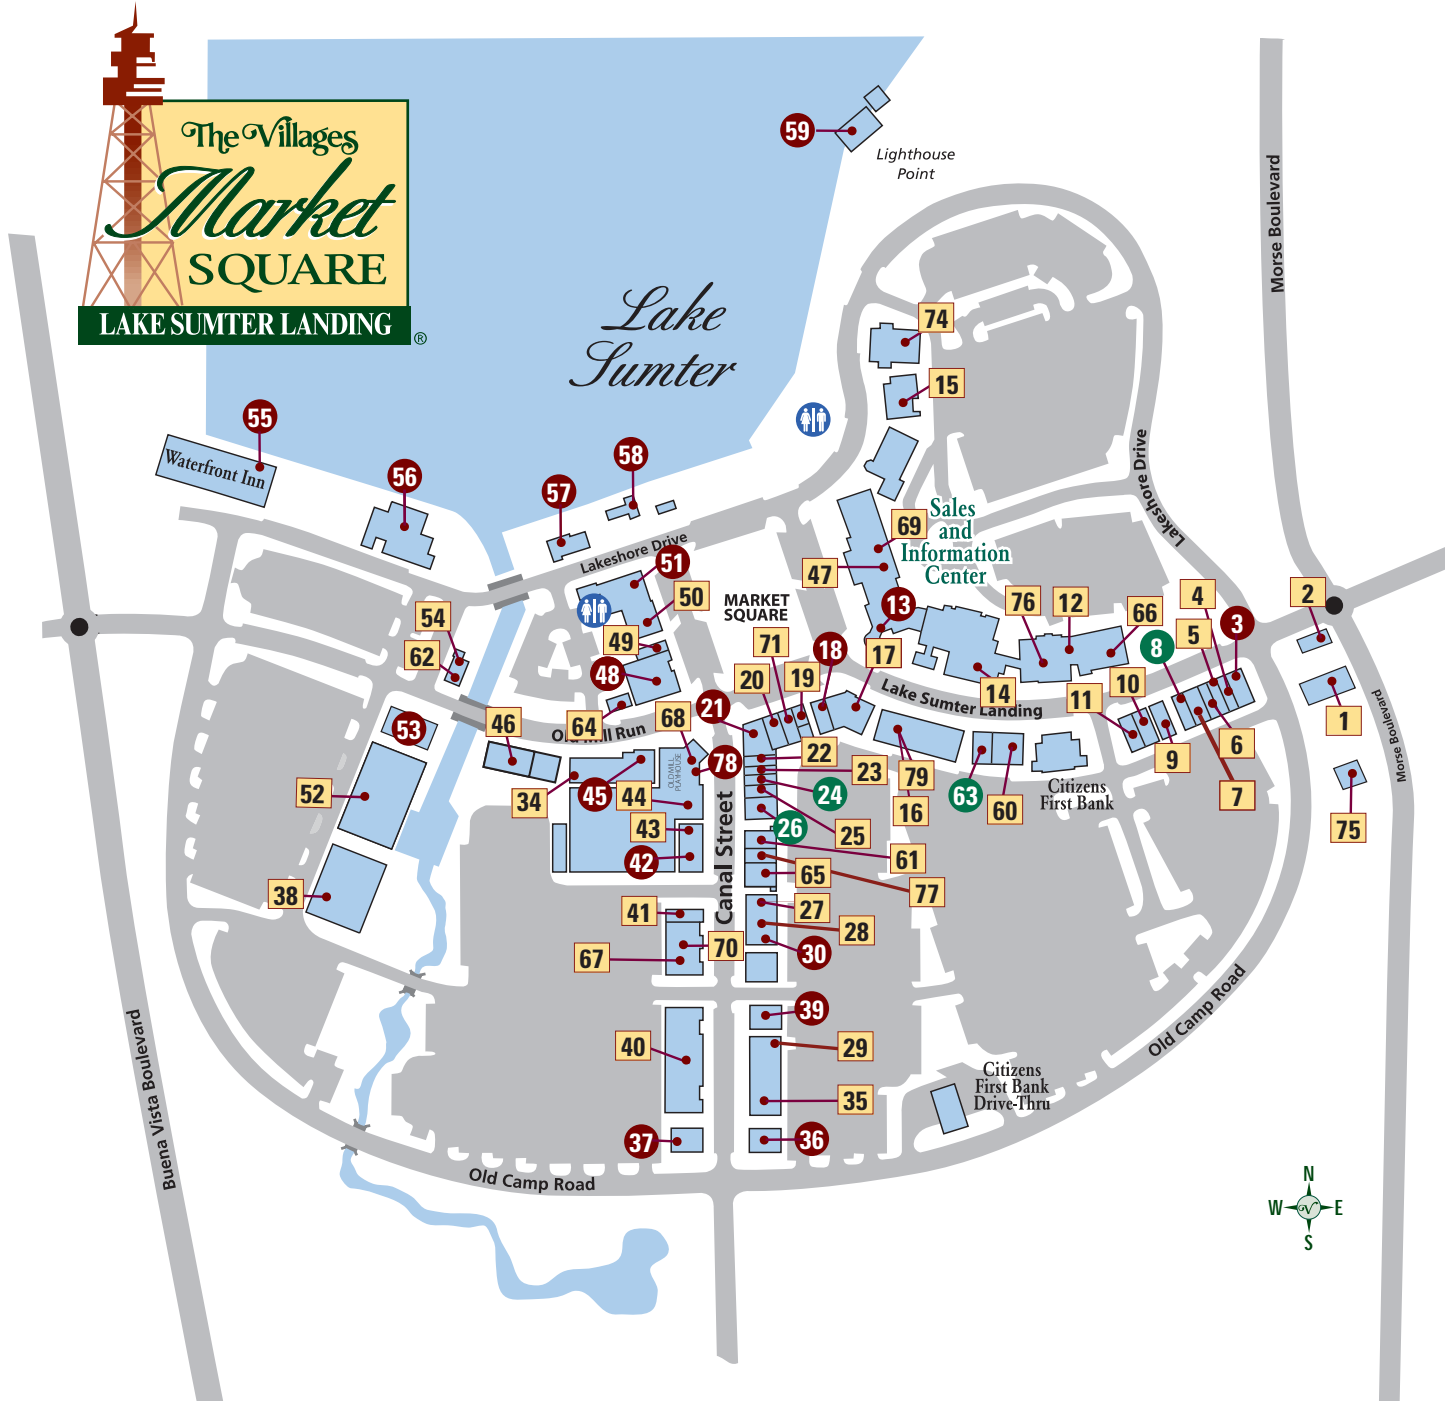 The Villages
Market
SQUARE
LAKE SUMTER LANDING
®
59
Lighthouse
Point
Morse Boulevard
Lake
Sumter
74
15
55
Waterfront Inn
56
58
57
Lakeshore Drive
Lakeshore Drive
Sales
and
Information
Center
69
47
51
50
MARKET
SQUARE
13
76
12
66
4
3
2
5
8
54
62
49
48
71
18
17
20
19
14
11
10
Lake Sumter Landing
64
68
21
Old Mill Run
46
53
78
22
23
24
79
16
63
60
Citizens
First Bank
9
6
7
1
Morse Boulevard
75
OLD MILL
PLAYHOUSE
52
34
45
44
43
42
26
25
61
65
77
Canal Street
38
41
27
28
70
30
67
39
40
29
35
Old Camp Road
Citizens
First Bank
Drive-Thru
37
36
Buena Vista Boulevard
Old Camp Road
N
W
V
E
S